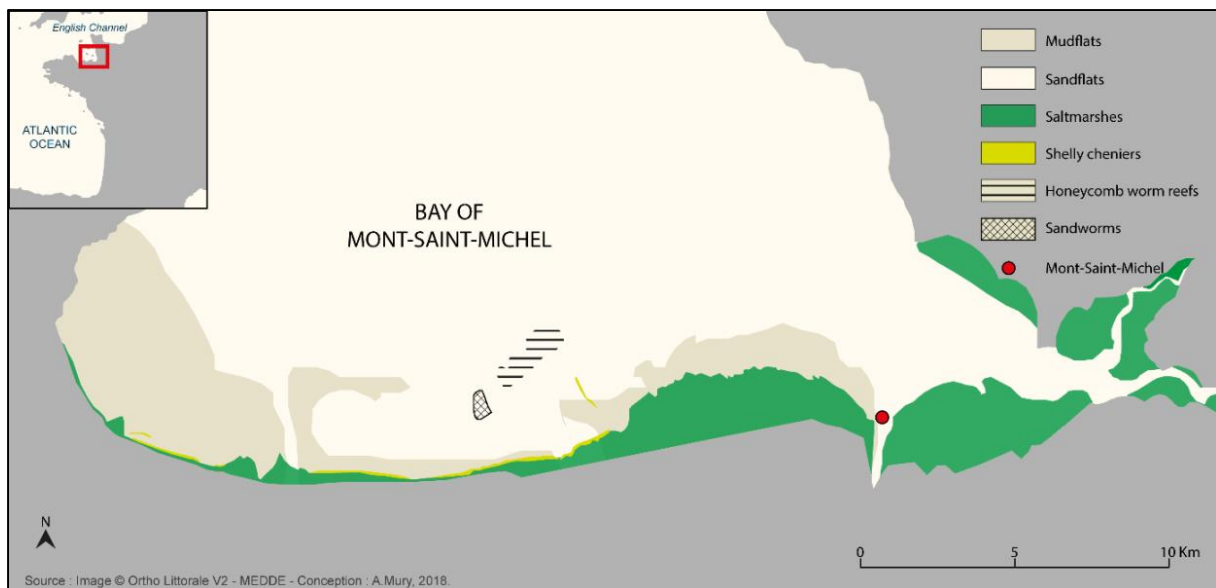 English Channel
ATLANTIC
OCEAN
BAY OF
MONT-SAINT-MICHEL
Mudflats
Sandflats
Saltmarshes
Shelly cheniers
Honeycomb worm reefs
Sandworms
Mont-Saint-Michel
N
0 5 10 Km
Source : Image © Ortho Littorale V2 - MEDDE - Conception : A.Mury, 2018.